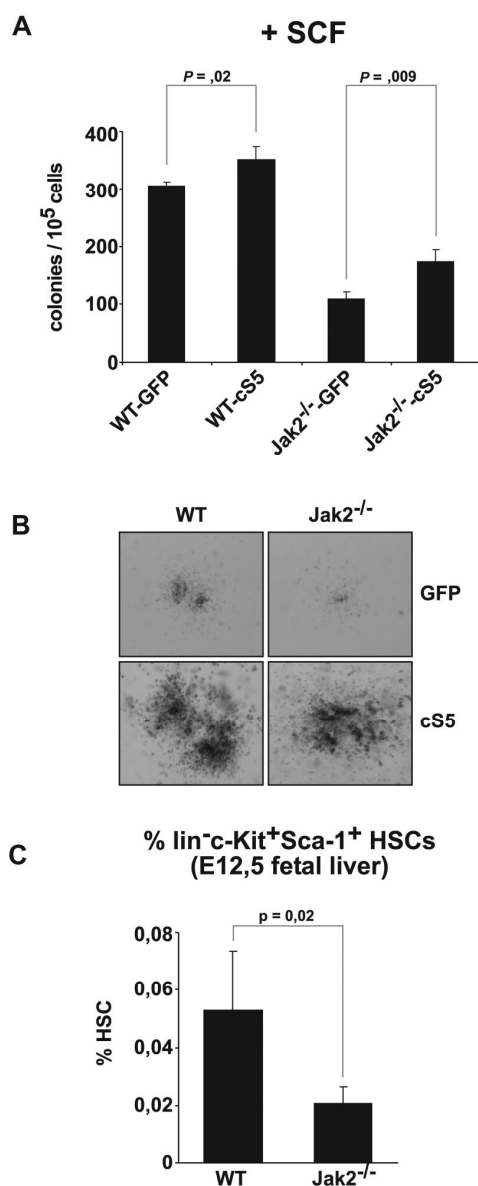 A
+ SCF
P = ,02
P = ,009
colonies / 10⁵ cells
400
300
200
100
0
WT-GFP
WT-cS5
Jak2⁻/⁻-GFP
Jak2⁻/⁻-cS5
B
WT
Jak2⁻/⁻
GFP
cS5
C
% lin⁻c-Kit⁺Sca-1⁺ HSCs
(E12,5 fetal liver)
p = 0,02
% HSC
0,08
0,06
0,04
0,02
0
WT
Jak2⁻/⁻